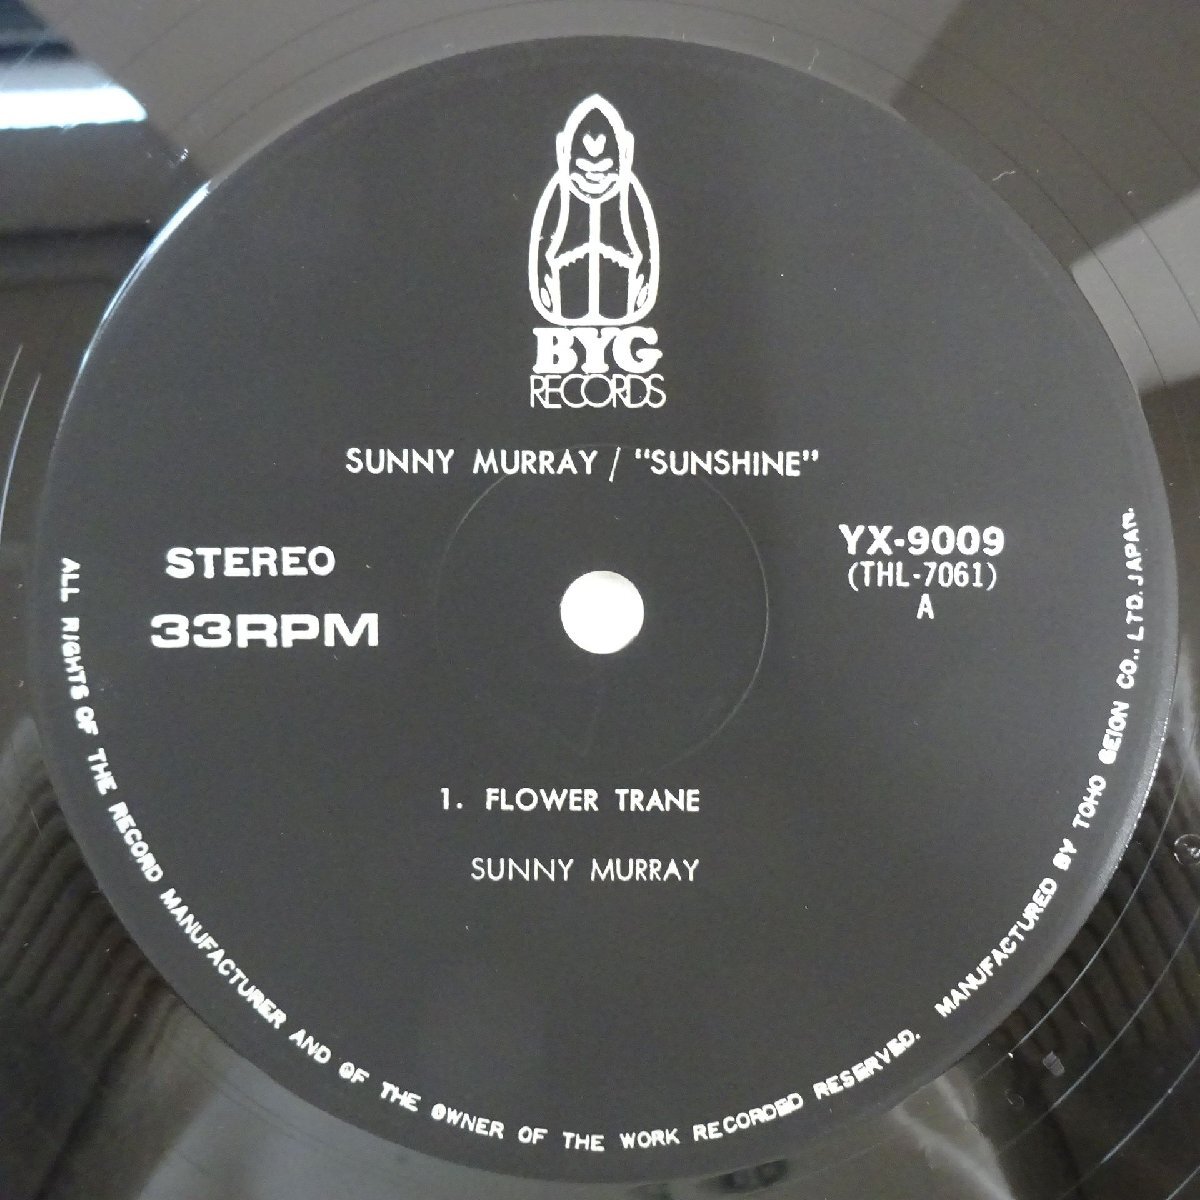 BYG
RECORDS
SUNNY MURRAY / "SUNSHINE"
STEREO
33RPM
YX-9009
(THL-7061)
A
1. FLOWER TRANE
SUNNY MURRAY
ALL RIGHTS OF THE RECORD MANUFACTURER AND OF THE OWNER OF THE WORK RECORDED RESERVED. MANUFACTURED BY TOHO GEION CO., LTD. JAPAN.